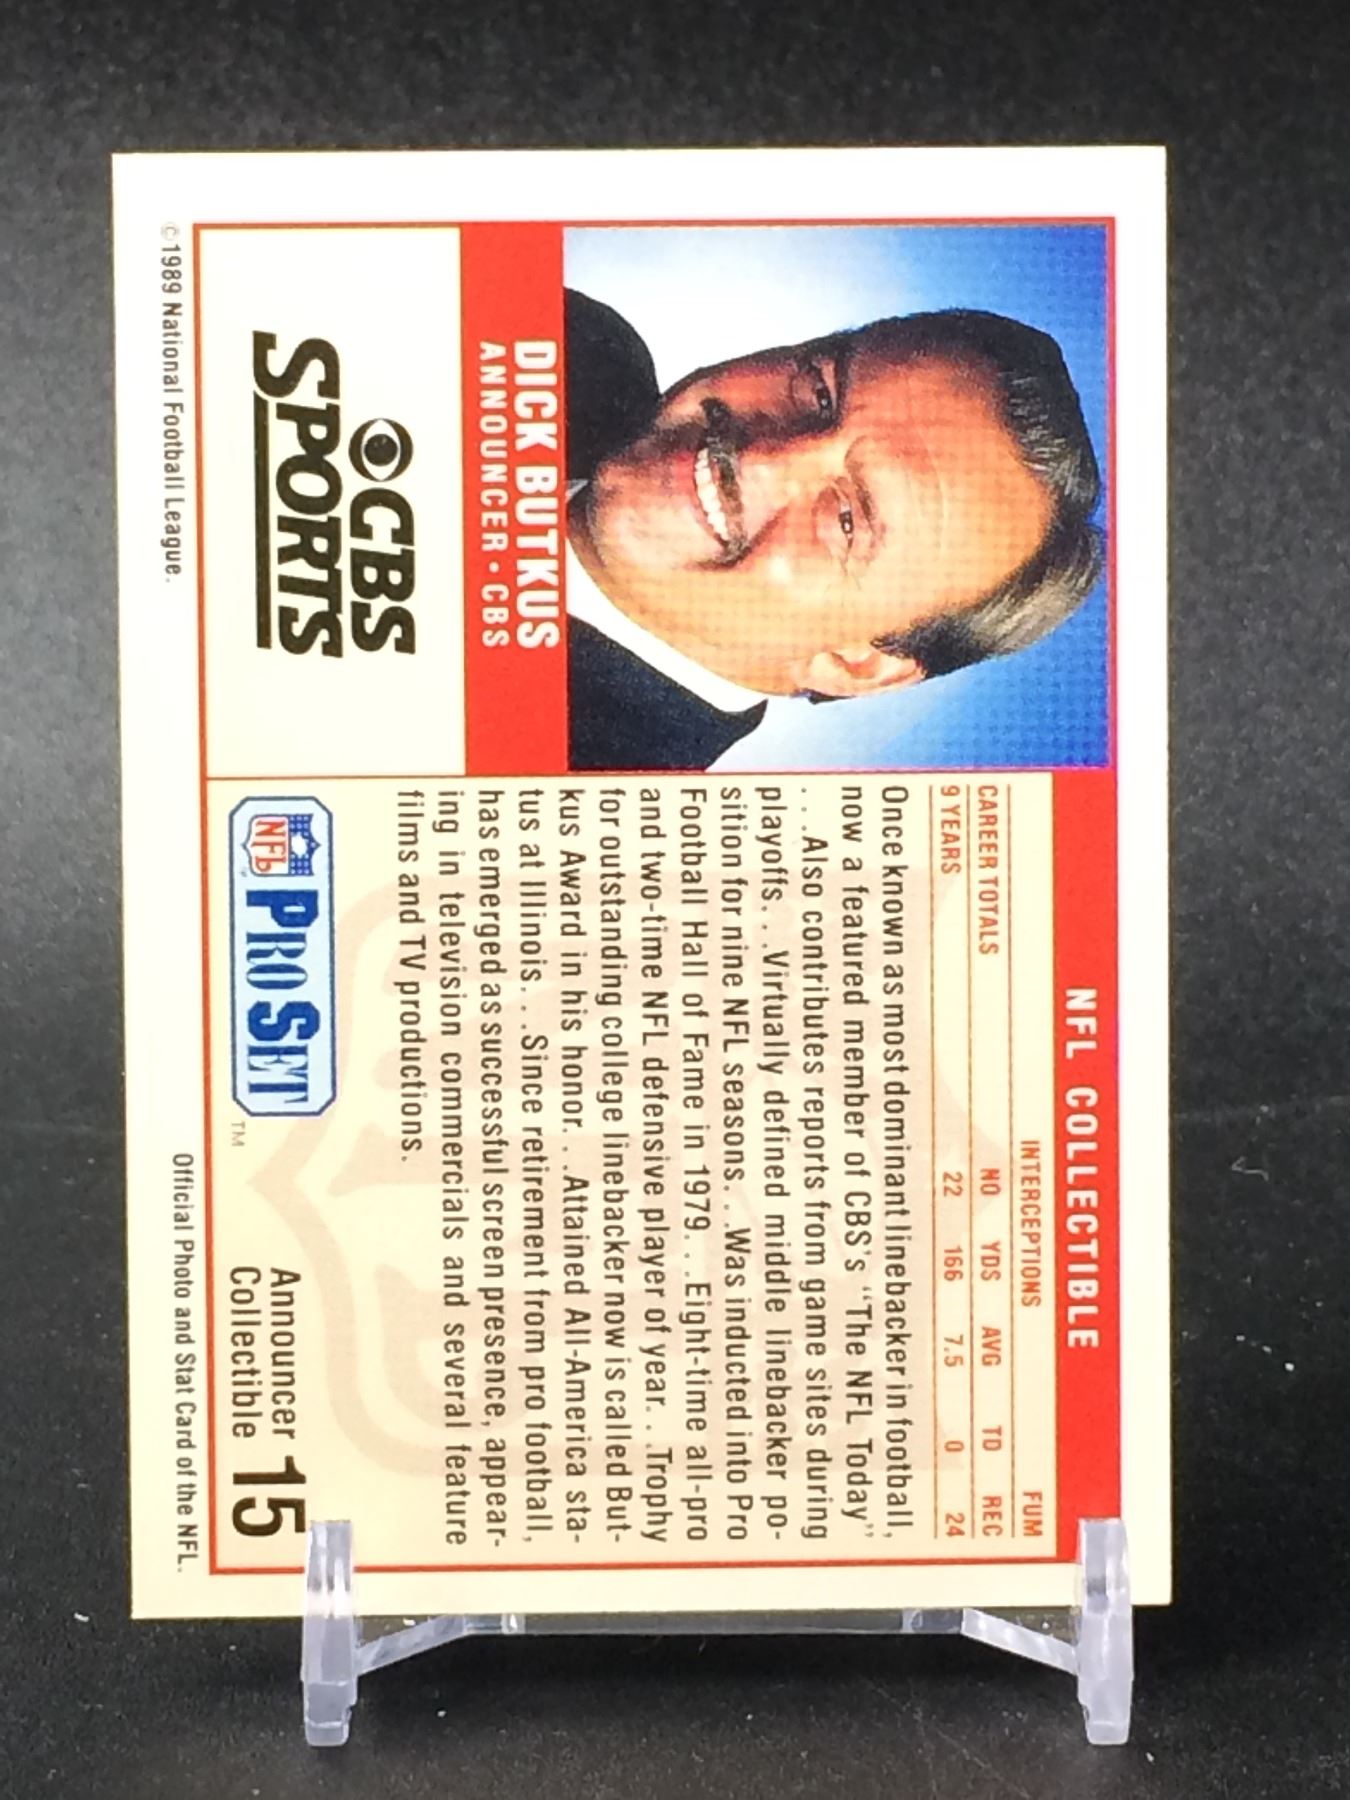 NFL COLLECTIBLE
INTERCEPTIONS FUM
CAREER TOTALS NO YDS AVG TD REC
9 YEARS 22 166 7.5 0 24
Once known as most dominant linebacker in football,
now a featured member of CBS's "The NFL Today"
. . .Also contributes reports from game sites during
playoffs. . .Virtually defined middle linebacker po-
sition for nine NFL seasons. . .Was inducted into Pro
Football Hall of Fame in 1979. . .Eight-time all-pro
and two-time NFL defensive player of year. . .Trophy
for outstanding college linebacker now is called But-
kus Award in his honor. . .Attained All-America sta-
tus at Illinois. . .Since retirement from pro football,
has emerged as successful screen presence, appear-
ing in television commercials and several feature
films and TV productions.
DICK BUTKUS
ANNOUNCER • CBS
CBS
SPORTS
NFL PRO SET TM
Announcer
Collectible
15
©1989 National Football League.
Official Photo and Stat Card of the NFL.